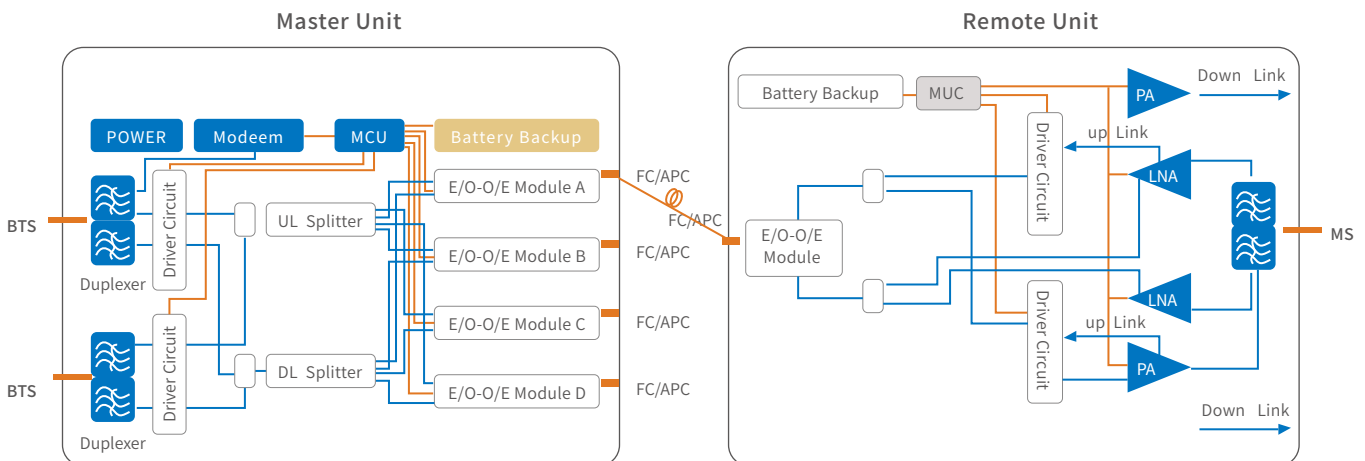 Master Unit
Remote Unit
POWER
Modeem
MCU
Battery Backup
BTS
Duplexer
Driver Circuit
UL Splitter
E/O-O/E Module A
FC/APC
E/O-O/E Module B
FC/APC
E/O-O/E Module C
FC/APC
BTS
Duplexer
Driver Circuit
DL Splitter
E/O-O/E Module D
FC/APC
FC/APC
Battery Backup
MUC
PA
Down Link
Driver Circuit
up Link
LNA
E/O-O/E
Module
MS
LNA
Driver Circuit
up Link
PA
Down Link